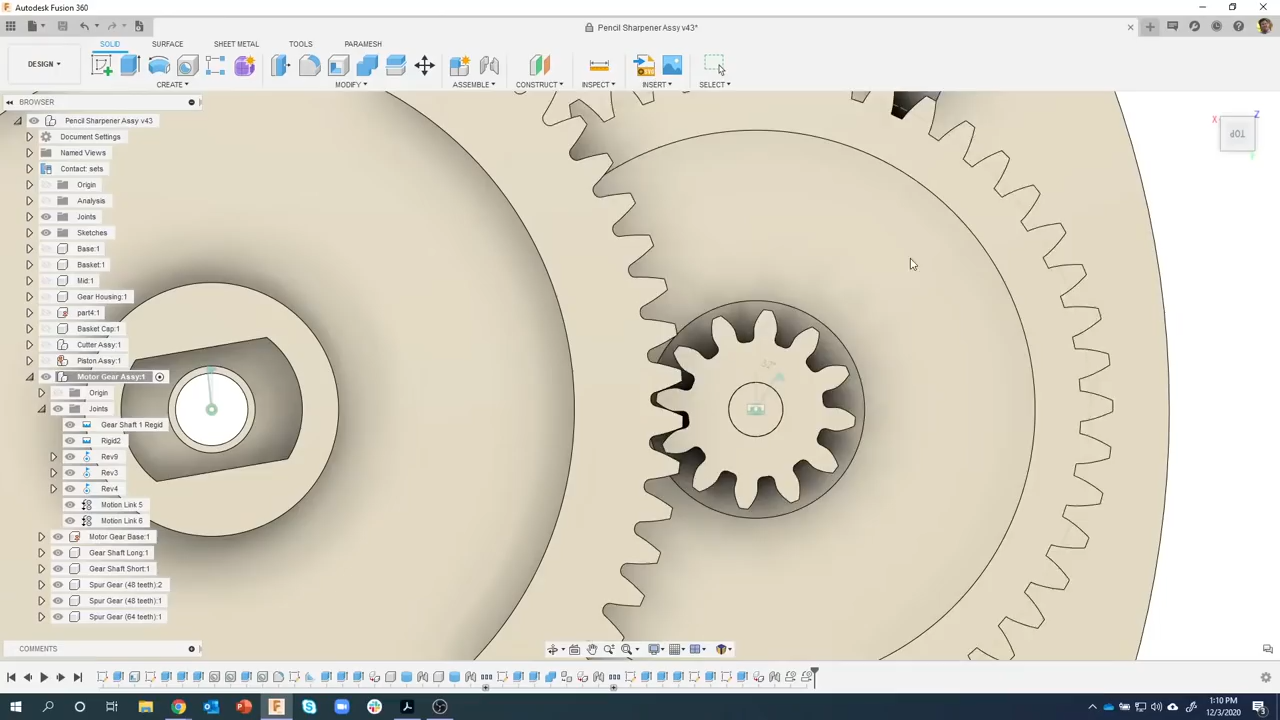 Autodesk Fusion 360
Pencil Sharpener Assy v43*
SOLID SURFACE SHEET METAL TOOLS PARAMESH
DESIGN
CREATE MODIFY ASSEMBLE CONSTRUCT INSPECT INSERT SELECT
BROWSER
Pencil Sharpener Assy v43
Document Settings
Named Views
Contact: sets
Origin
Analysis
Joints
Sketches
Base:1
Basket:1
Mid:1
Gear Housing:1
part4:1
Basket Cap:1
Cutter Assy:1
Piston Assy:1
Motor Gear Assy:1
Origin
Joints
Gear Shaft 1 Regid
Rigid2
Rev9
Rev3
Rev4
Motion Link 5
Motion Link 6
Motor Gear Base:1
Gear Shaft Long:1
Gear Shaft Short:1
Spur Gear (48 teeth):2
Spur Gear (48 teeth):1
Spur Gear (64 teeth):1
COMMENTS
X
Z
TOP
Y
1:10 PM
12/3/2020
3